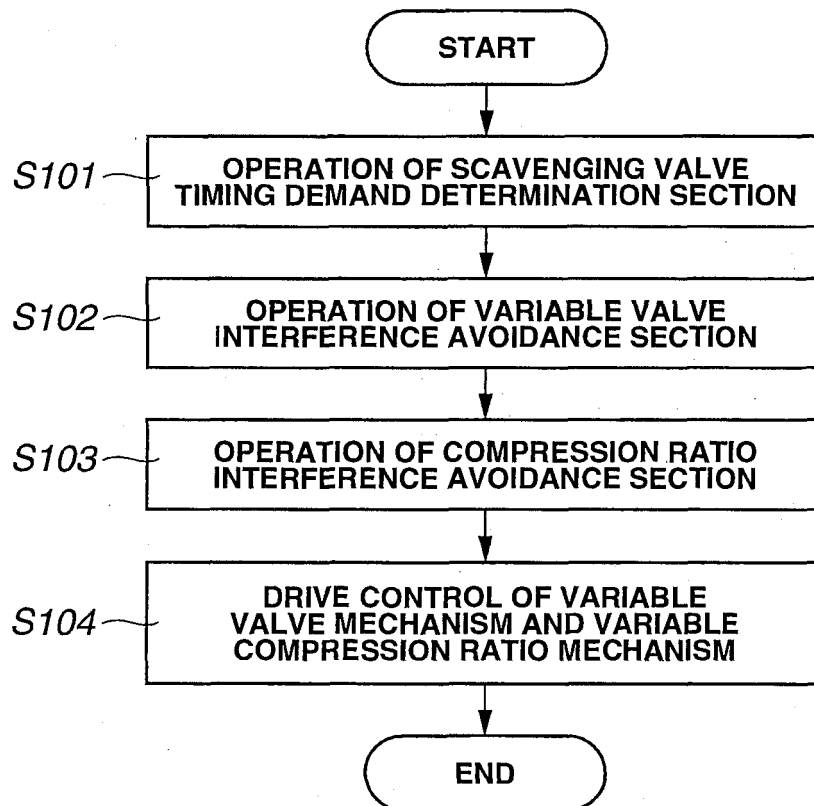 START
S101
OPERATION OF SCAVENGING VALVE
TIMING DEMAND DETERMINATION SECTION
S102
OPERATION OF VARIABLE VALVE
INTERFERENCE AVOIDANCE SECTION
S103
OPERATION OF COMPRESSION RATIO
INTERFERENCE AVOIDANCE SECTION
S104
DRIVE CONTROL OF VARIABLE
VALVE MECHANISM AND VARIABLE
COMPRESSION RATIO MECHANISM
END